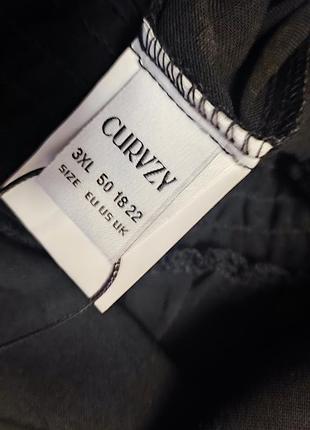 CURVZY
3XL 50 18 22
SIZE EU US UK